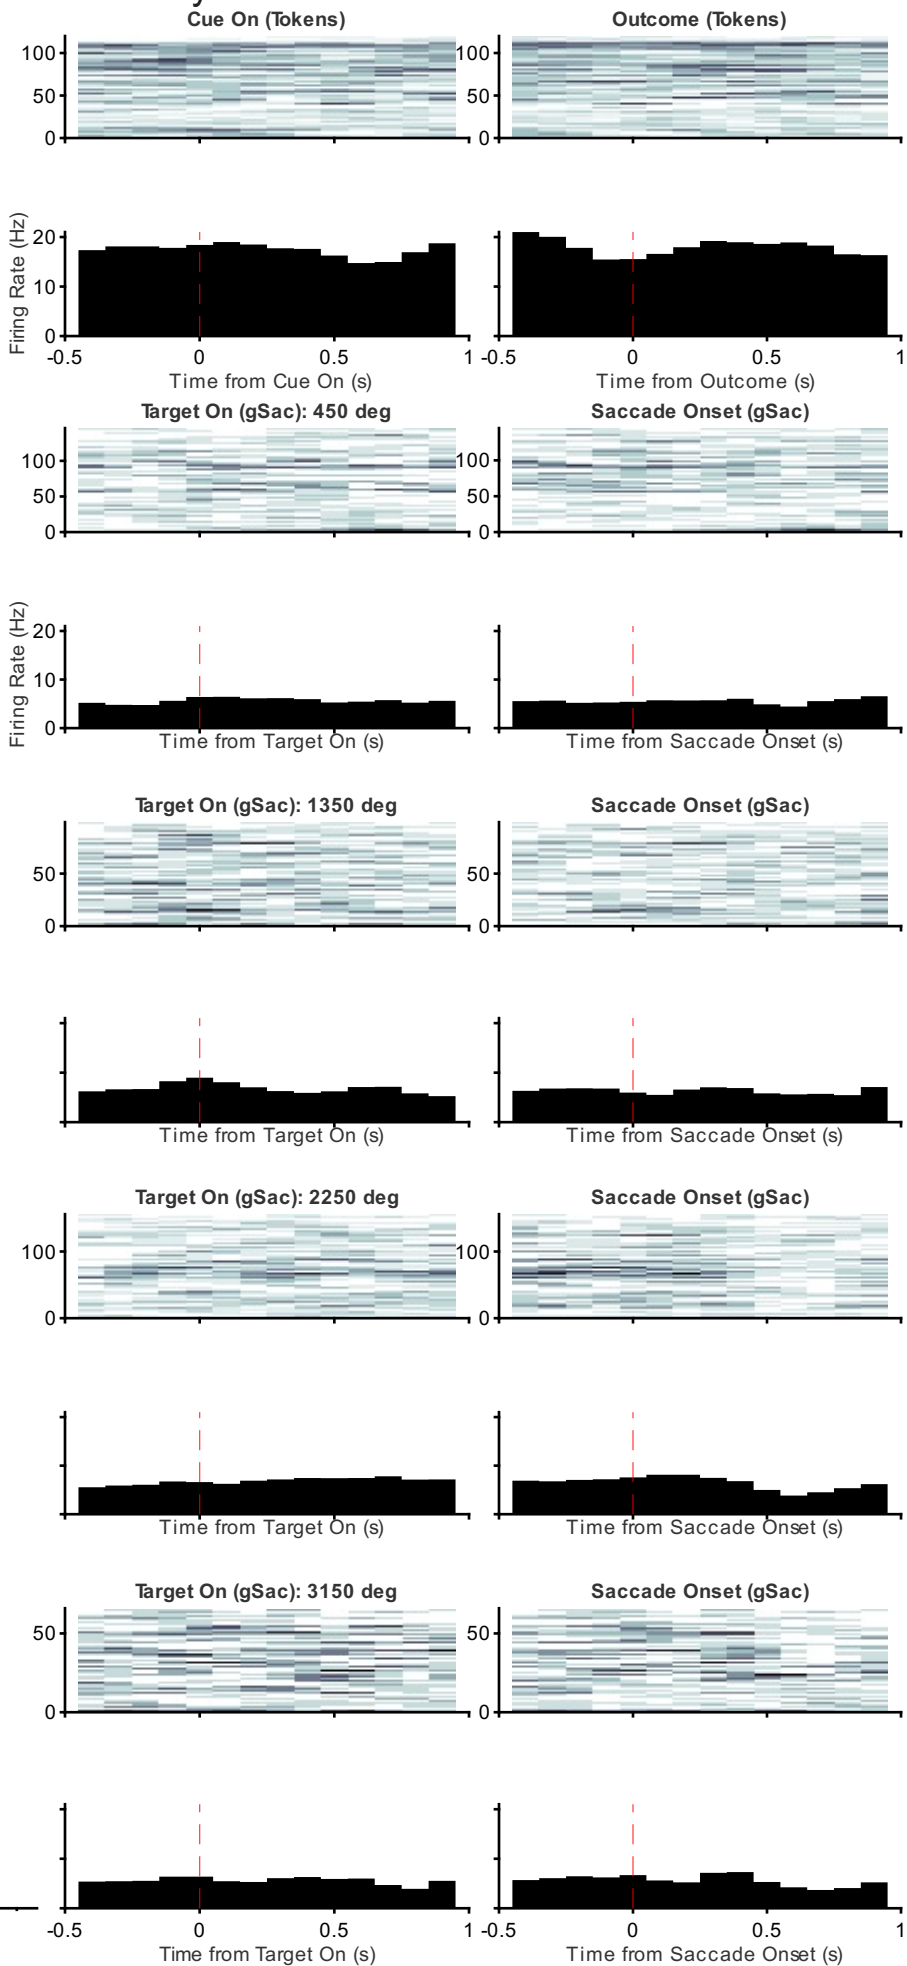 y
Cue On (Tokens) Outcome (Tokens)
100 100
50 50
0 0
Firing Rate (Hz)
20
10
0
-0.5 0 0.5 1 -0.5 0 0.5 1
Time from Cue On (s) Time from Outcome (s)
Target On (gSac): 450 deg Saccade Onset (gSac)
100 100
50 50
0 0
Firing Rate (Hz)
20
10
0
Time from Target On (s) Time from Saccade Onset (s)
Target On (gSac): 1350 deg Saccade Onset (gSac)
50 50
0 0
Time from Target On (s) Time from Saccade Onset (s)
Target On (gSac): 2250 deg Saccade Onset (gSac)
100 100
0 0
Time from Target On (s) Time from Saccade Onset (s)
Target On (gSac): 3150 deg Saccade Onset (gSac)
50 50
0 0
-0.5 0 0.5 1 -0.5 0 0.5 1
Time from Target On (s) Time from Saccade Onset (s)